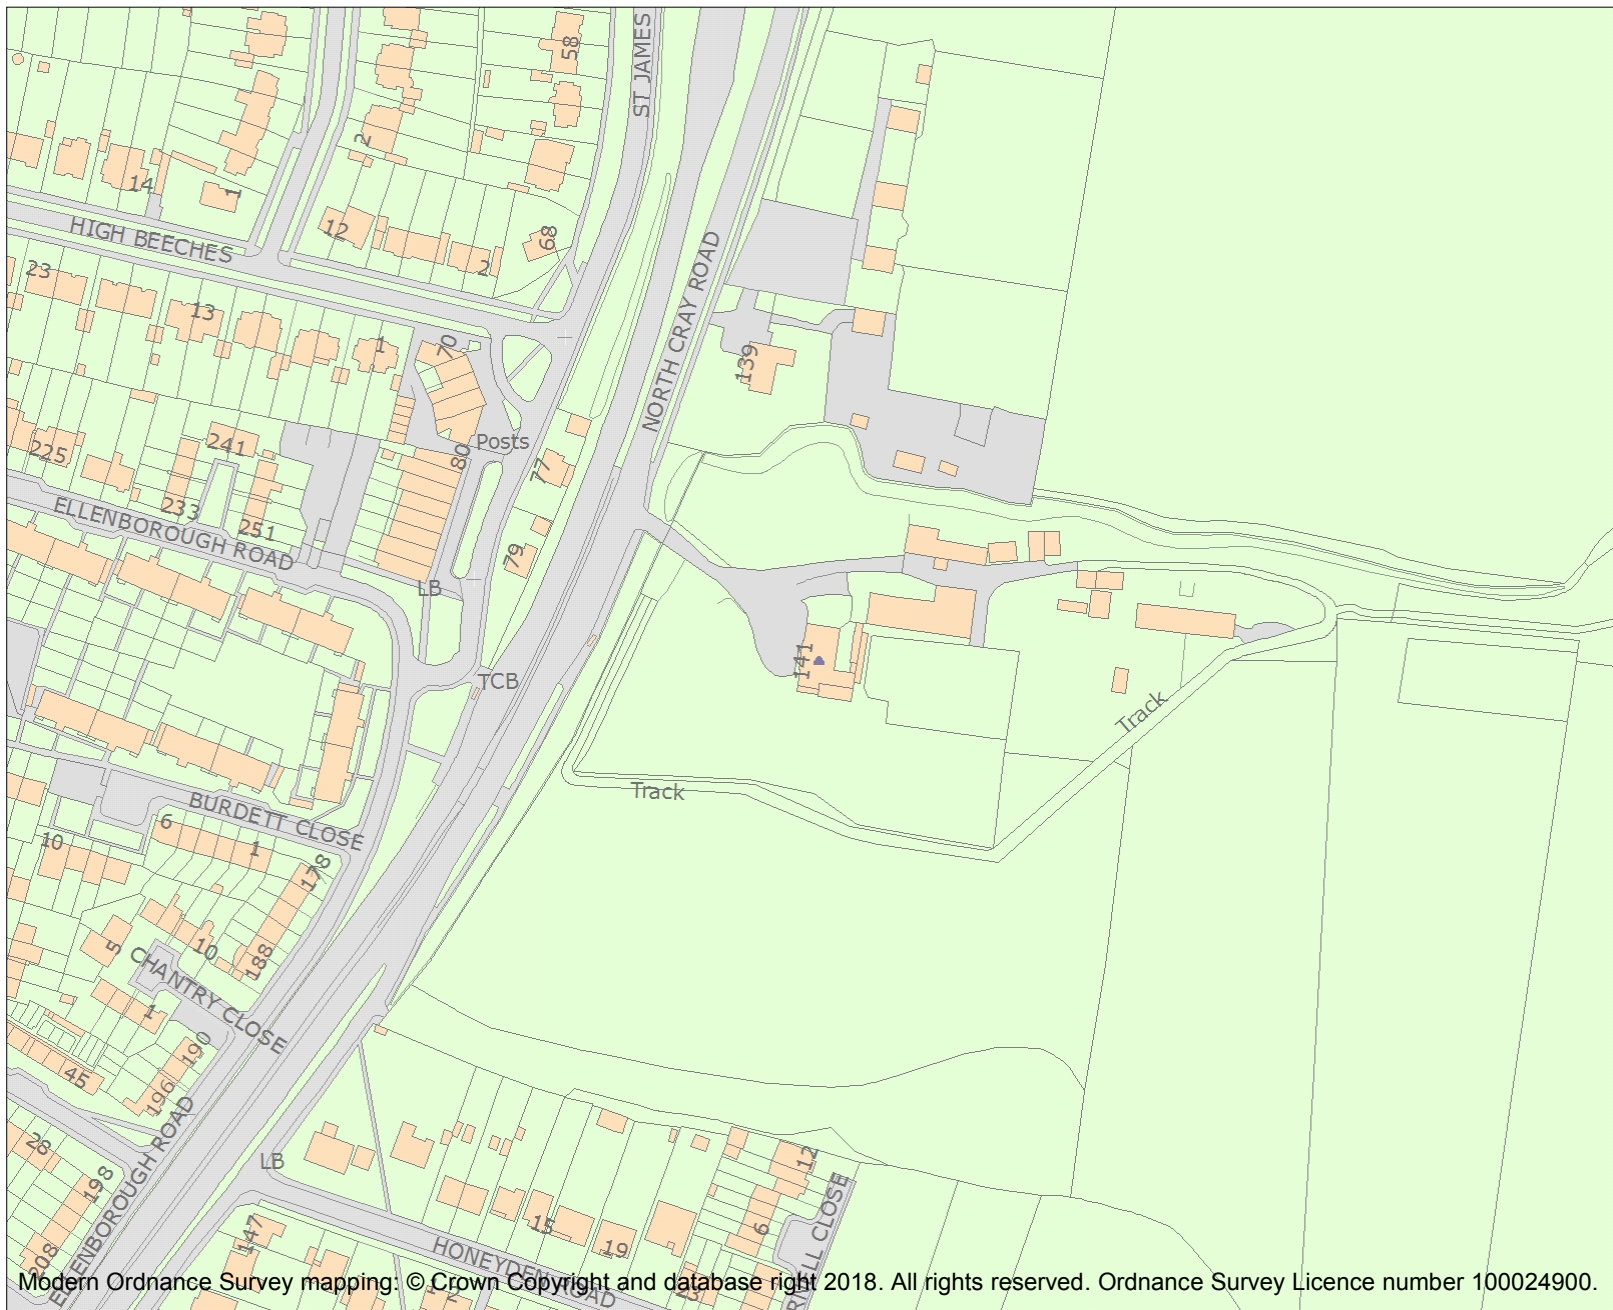 58
ST JAMES
2
14
1
12
HIGH BEECHES
68
2
23
NORTH CRAY ROAD
13
1
70
139
241
225
Posts
80
77
233
251
ELLENBOROUGH ROAD
79
LB
141
TCB
Track
Track
BURDETT CLOSE
6
10
1
178
5
10
188
CHANTRY CLOSE
1
190
45
196
ELLENBOROUGH ROAD
28
LB
198
12
15
6
19
147
208
HONEYDEN ROAD
23
2
Modern Ordnance Survey mapping: © Crown Copyright and database right 2018. All rights reserved. Ordnance Survey Licence number 100024900.